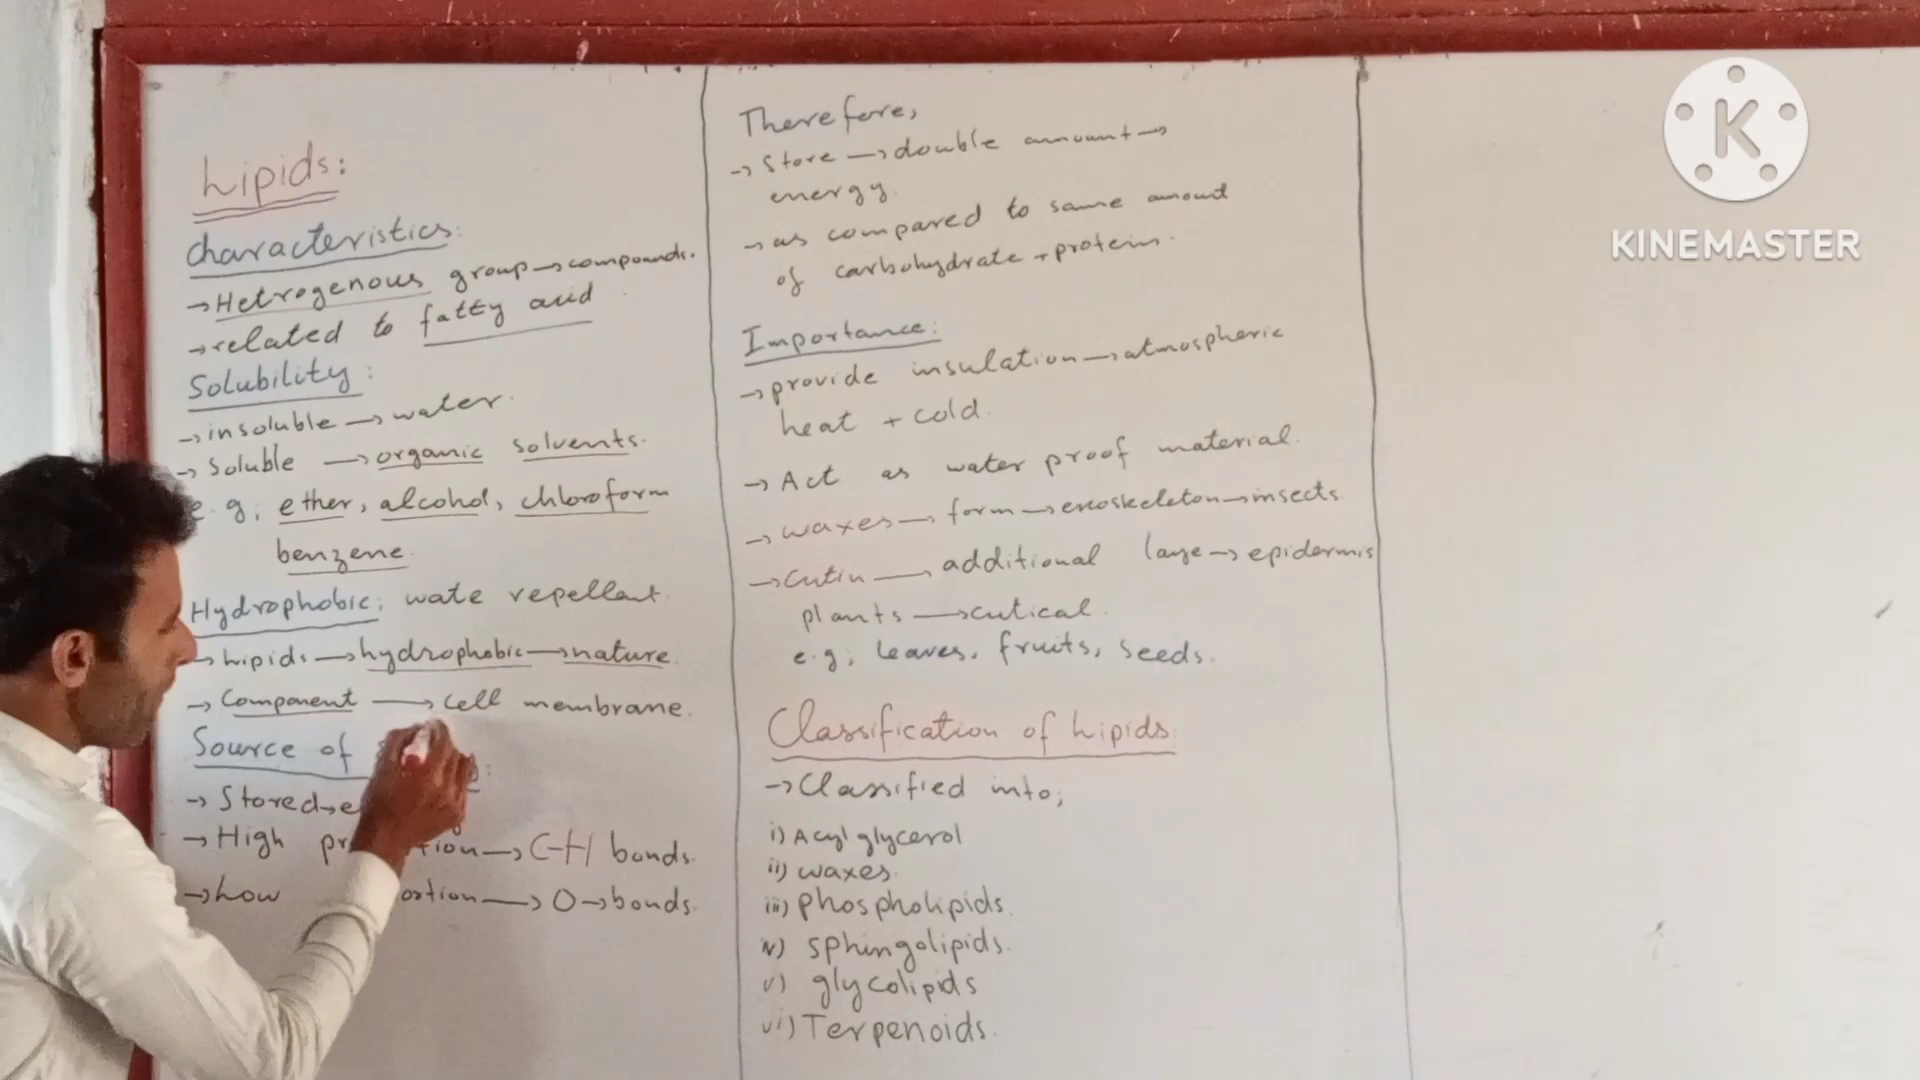 Lipids:
characteristics:
→Hetrogenous group→compounds.
→related to fatty acid
Solubility:
→insoluble→water.
→Soluble→organic solvents.
e.g; ether, alcohol, chloroform
benzene.
Hydrophobic; wate repellant.
→Lipids→hydrophobic→nature.
→Component→cell membrane.
Source of
→Stored→
→High →C-H bonds.
→Low →O→bonds.
Therefore,
→Store→double amount→
energy.
→as compared to same amount
of carbohydrate + protein.
Importance:
→provide insulation→atmospheric
heat + cold.
→Act as water proof material.
→waxes→form→exoskeleton→insects.
→cutin→additional laye→epidermis
plants→cutical.
e.g; leaves, fruits, seeds.
Classification of Lipids:
→Classified into;
i) Acylglycerol
ii) waxes.
iii) Phospholipids.
iv) Sphingolipids.
v) glycolipids
vi) Terpenoids.
K
KINEMASTER